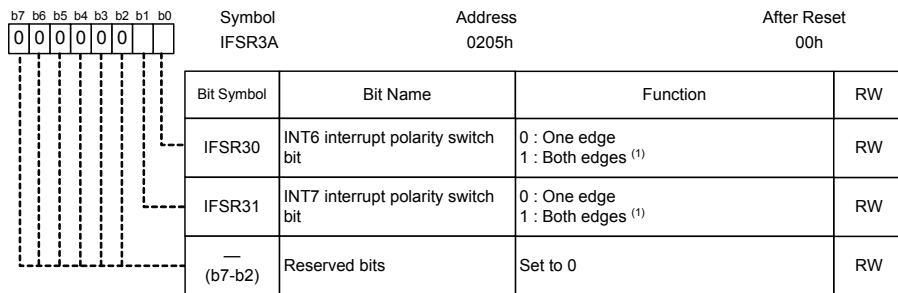 b7 b6 b5 b4 b3 b2 b1 b0
0 0 0 0 0 0
Symbol Address After Reset
IFSR3A 0205h 00h
Bit Symbol Bit Name Function RW
IFSR30 INT6 interrupt polarity switch bit 0 : One edge
1 : Both edges (1) RW
IFSR31 INT7 interrupt polarity switch bit 0 : One edge
1 : Both edges (1) RW
—
(b7-b2) Reserved bits Set to 0 RW